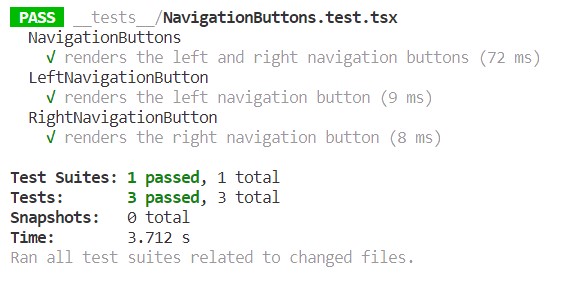 PASS __tests__/NavigationButtons.test.tsx
NavigationButtons
√ renders the left and right navigation buttons (72 ms)
LeftNavigationButton
√ renders the left navigation button (9 ms)
RightNavigationButton
√ renders the right navigation button (8 ms)
Test Suites: 1 passed, 1 total
Tests: 3 passed, 3 total
Snapshots: 0 total
Time: 3.712 s
Ran all test suites related to changed files.